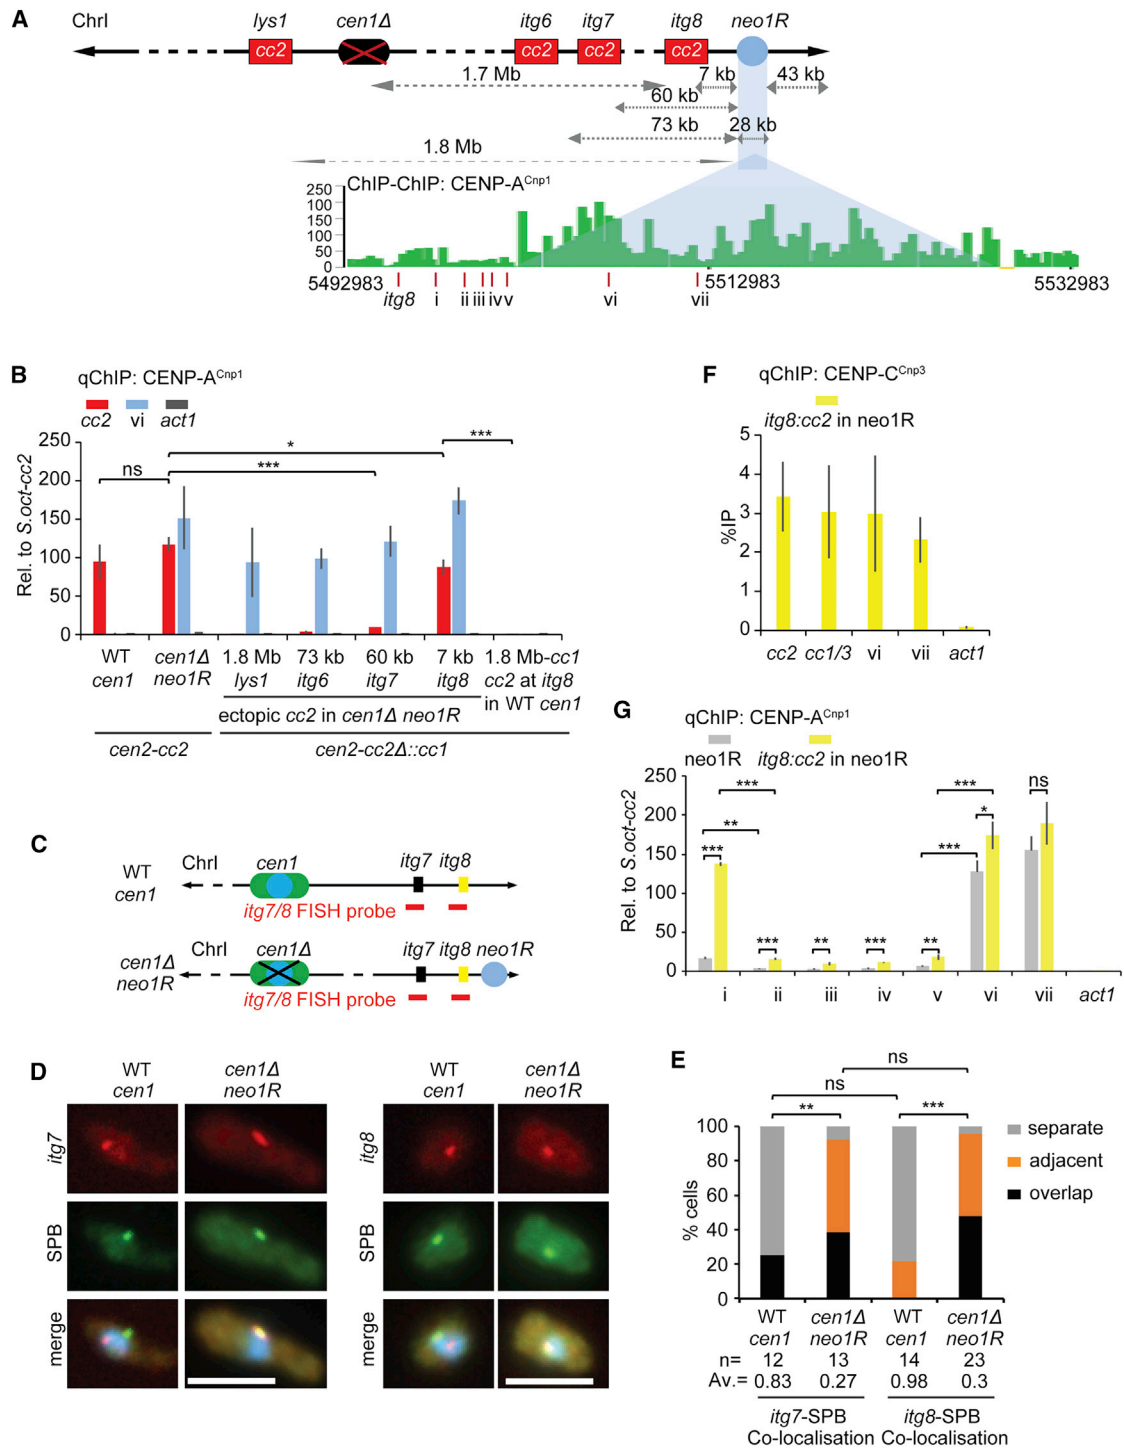 A
ChrI
lys1
cen1Δ
itg6
itg7
itg8
neo1R
cc2
cc2
cc2
cc2
1.7 Mb
7 kb
43 kb
60 kb
73 kb
28 kb
1.8 Mb
ChIP-ChIP: CENP-A^Cnp1
250
100
150
100
50
0
5492983
5512983
5532983
itg8
i
ii
iii
iv
v
vi
vii
B
qChIP: CENP-A^Cnp1
cc2
vi
act1
Rel. to S.oct-cc2
250
200
150
100
50
0
ns
*
***
***
WT cen1
cen1Δ neo1R
1.8 Mb lys1
73 kb itg6
60 kb itg7
7 kb itg8
1.8 Mb-cc1
cc2 at itg8
in WT cen1
ectopic cc2 in cen1Δ neo1R
cen2-cc2
cen2-cc2Δ::cc1
F
qChIP: CENP-C^Cnp3
itg8:cc2 in neo1R
%IP
5
4
3
2
1
0
cc2
cc1/3
vi
vii
act1
G
qChIP: CENP-A^Cnp1
neo1R
itg8:cc2 in neo1R
Rel. to S.oct-cc2
250
200
150
100
50
0
***
**
***
***
**
***
**
***
***
*
ns
i
ii
iii
iv
v
vi
vii
act1
C
WT cen1
ChrI
cen1
itg7
itg8
itg7/8 FISH probe
cen1Δ neo1R
ChrI
cen1Δ
itg7
itg8
neo1R
itg7/8 FISH probe
D
WT cen1
cen1Δ neo1R
WT cen1
cen1Δ neo1R
itg7
SPB
merge
itg8
SPB
merge
E
ns
ns
**
***
% cells
100
80
60
40
20
0
separate
adjacent
overlap
WT cen1
cen1Δ neo1R
WT cen1
cen1Δ neo1R
n= 12 13 14 23
Av.= 0.83 0.27 0.98 0.3
itg7-SPB Co-localisation
itg8-SPB Co-localisation